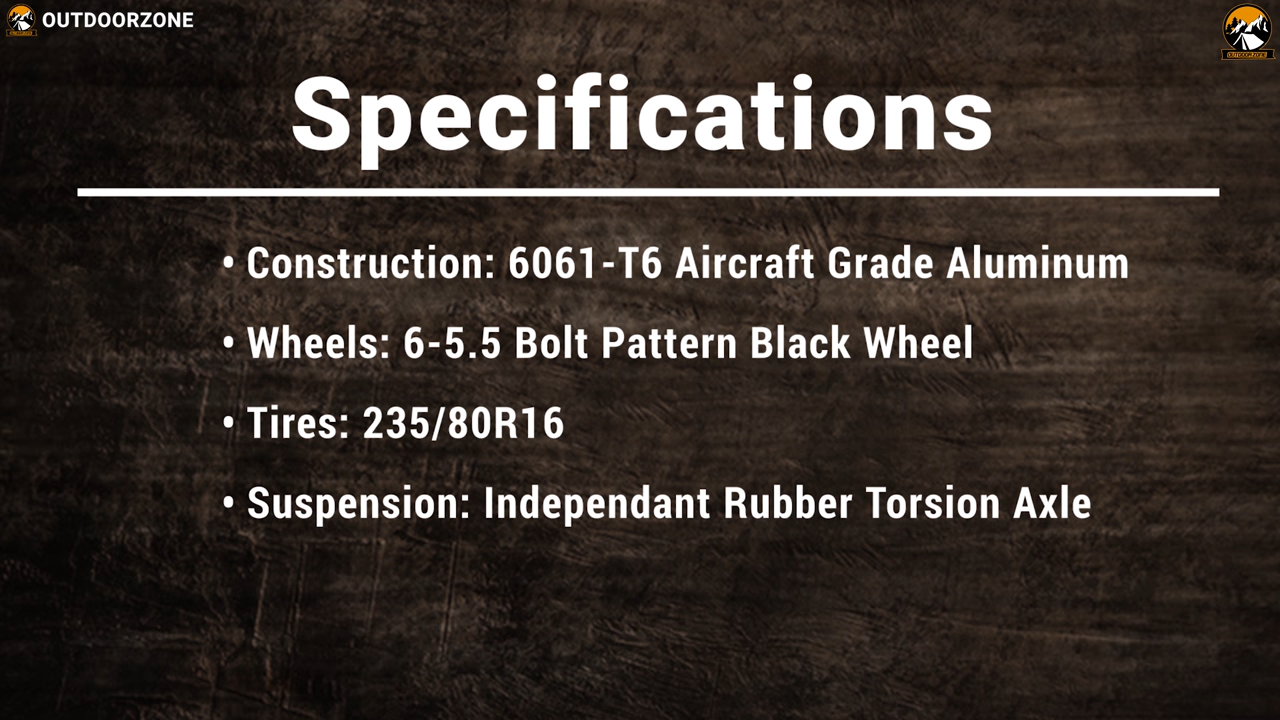 OUTDOORZONE
OUTDOORZONE
Specifications
• Construction: 6061-T6 Aircraft Grade Aluminum
• Wheels: 6-5.5 Bolt Pattern Black Wheel
• Tires: 235/80R16
• Suspension: Independant Rubber Torsion Axle